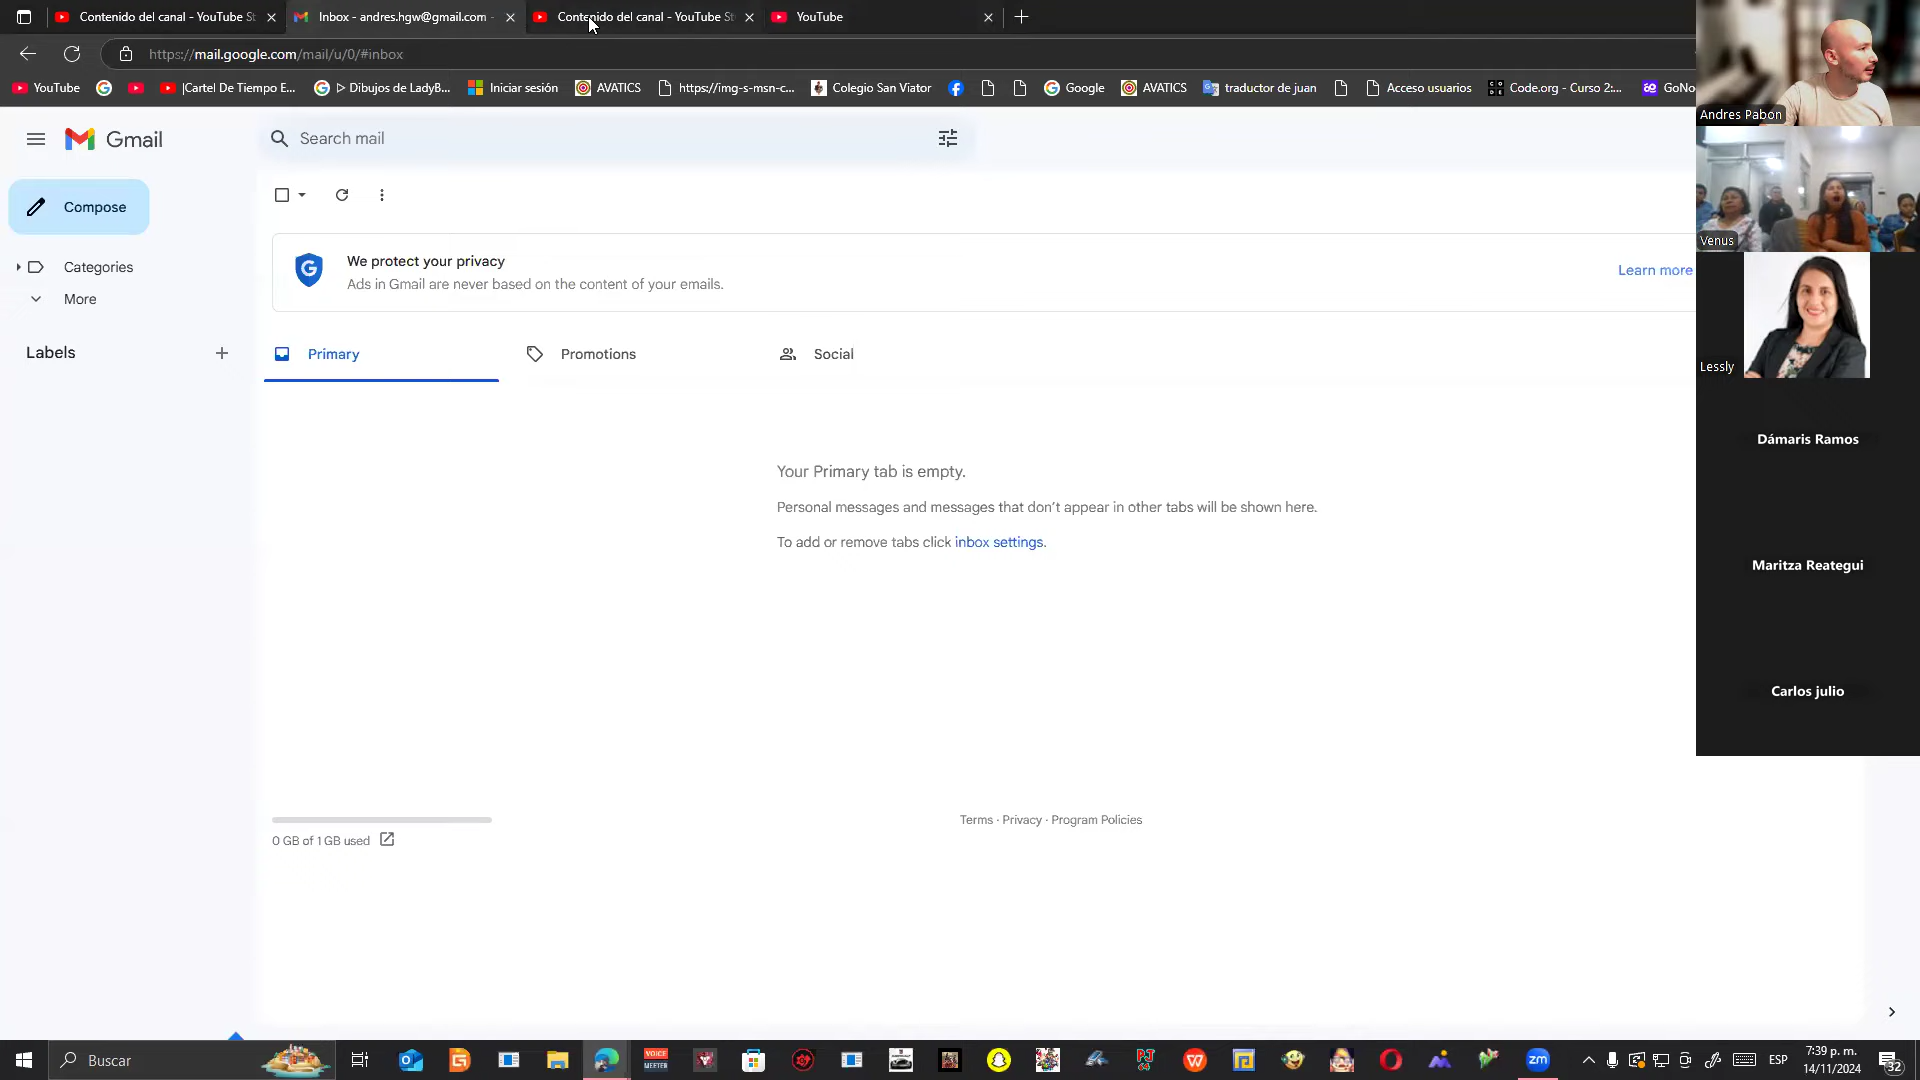 Contenido del canal - YouTube St
Inbox - andres.hgw@gmail.com -
Contenido del canal - YouTube St
YouTube
https://mail.google.com/mail/u/0/#inbox
YouTube
|Cartel De Tiempo E...
ᐅ Dibujos de LadyB...
Iniciar sesión
AVATICS
https://img-s-msn-c...
Colegio San Viator
Google
AVATICS
traductor de juan
Acceso usuarios
Code.org - Curso 2:...
GoNo
Andres Pabon
Gmail
Search mail
Compose
Venus
Categories
We protect your privacy
Ads in Gmail are never based on the content of your emails.
Learn more
More
Labels
Primary
Promotions
Social
Lessly
Dámaris Ramos
Your Primary tab is empty.
Personal messages and messages that don't appear in other tabs will be shown here.
To add or remove tabs click inbox settings.
Maritza Reategui
Carlos julio
0 GB of 1 GB used
Terms · Privacy · Program Policies
Buscar
VOICE
MEETER
PJ
64
zm
ESP
7:39 p. m.
14/11/2024
32